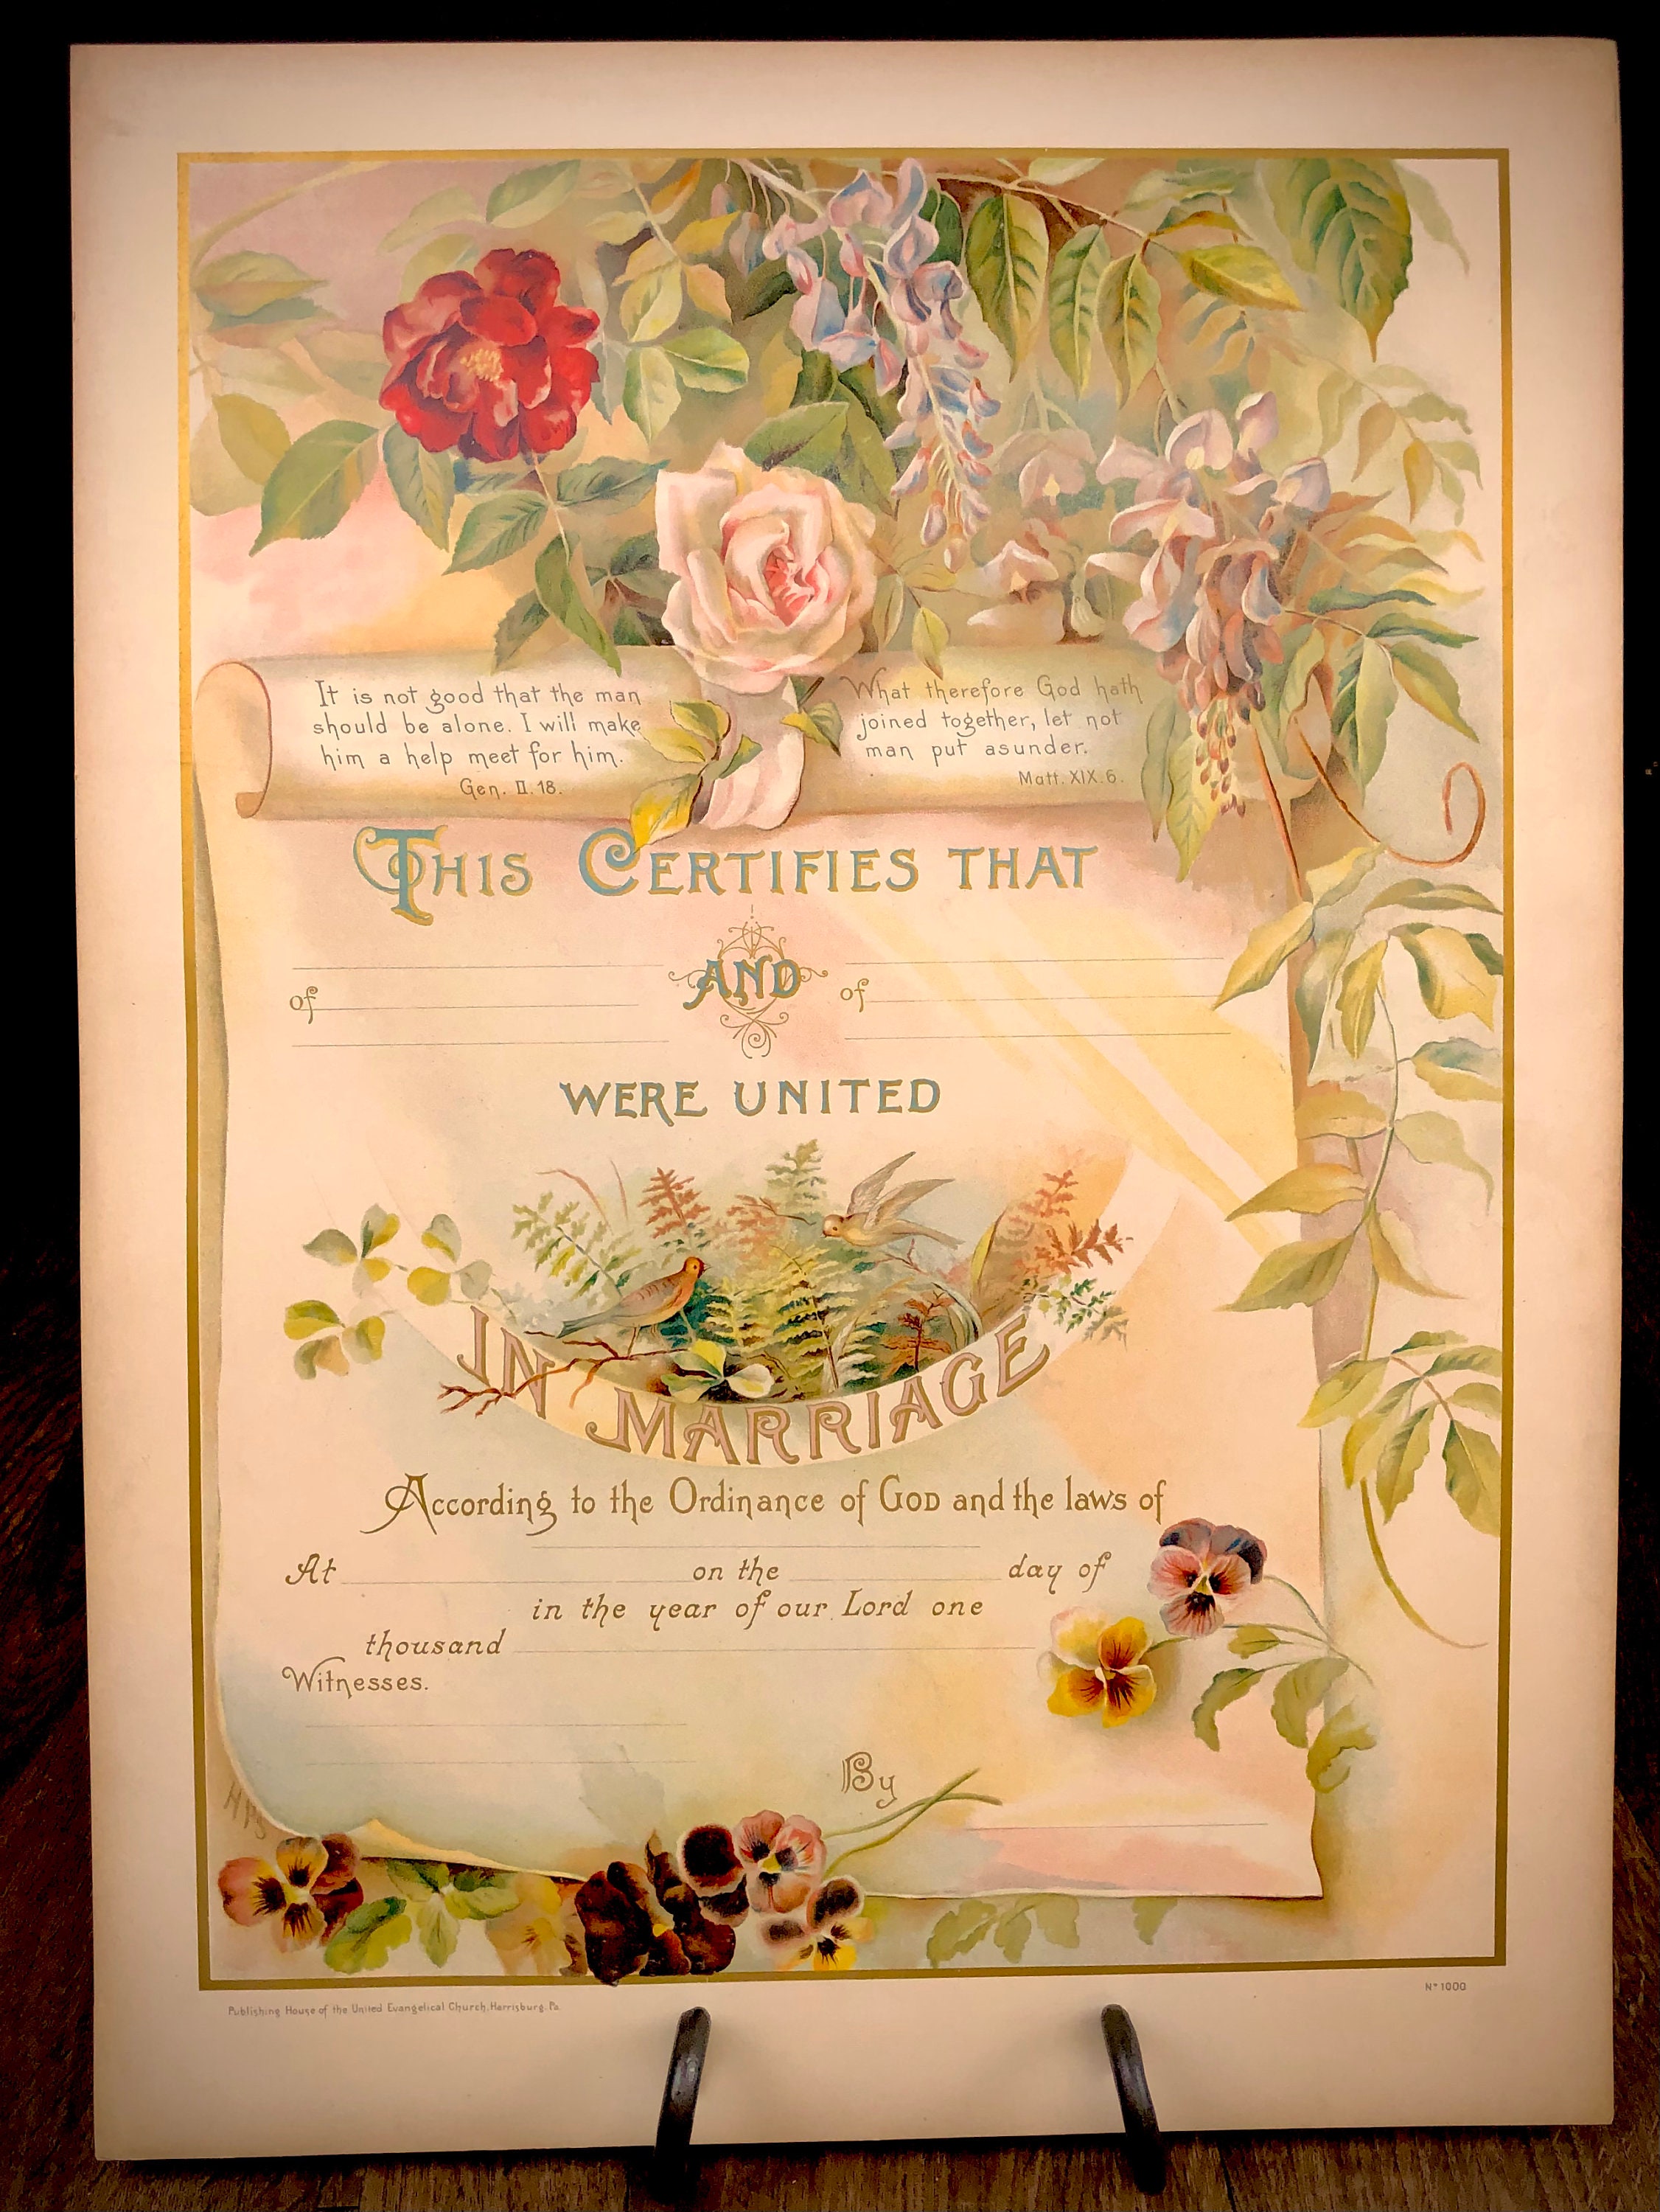 It is not good that the man
should be alone. I will make
him a help meet for him.
Gen. II. 18.
What therefore God hath
joined together, let not
man put asunder.
Matt. XIX. 6.
THIS CERTIFIES THAT
AND
of
of
WERE UNITED
IN MARRIAGE
According to the Ordinance of GOD and the laws of
At on the day of
in the year of our Lord one
thousand
Witnesses.
By
HPS
Publishing House of the United Evangelical Church, Harrisburg, Pa.
No 1000